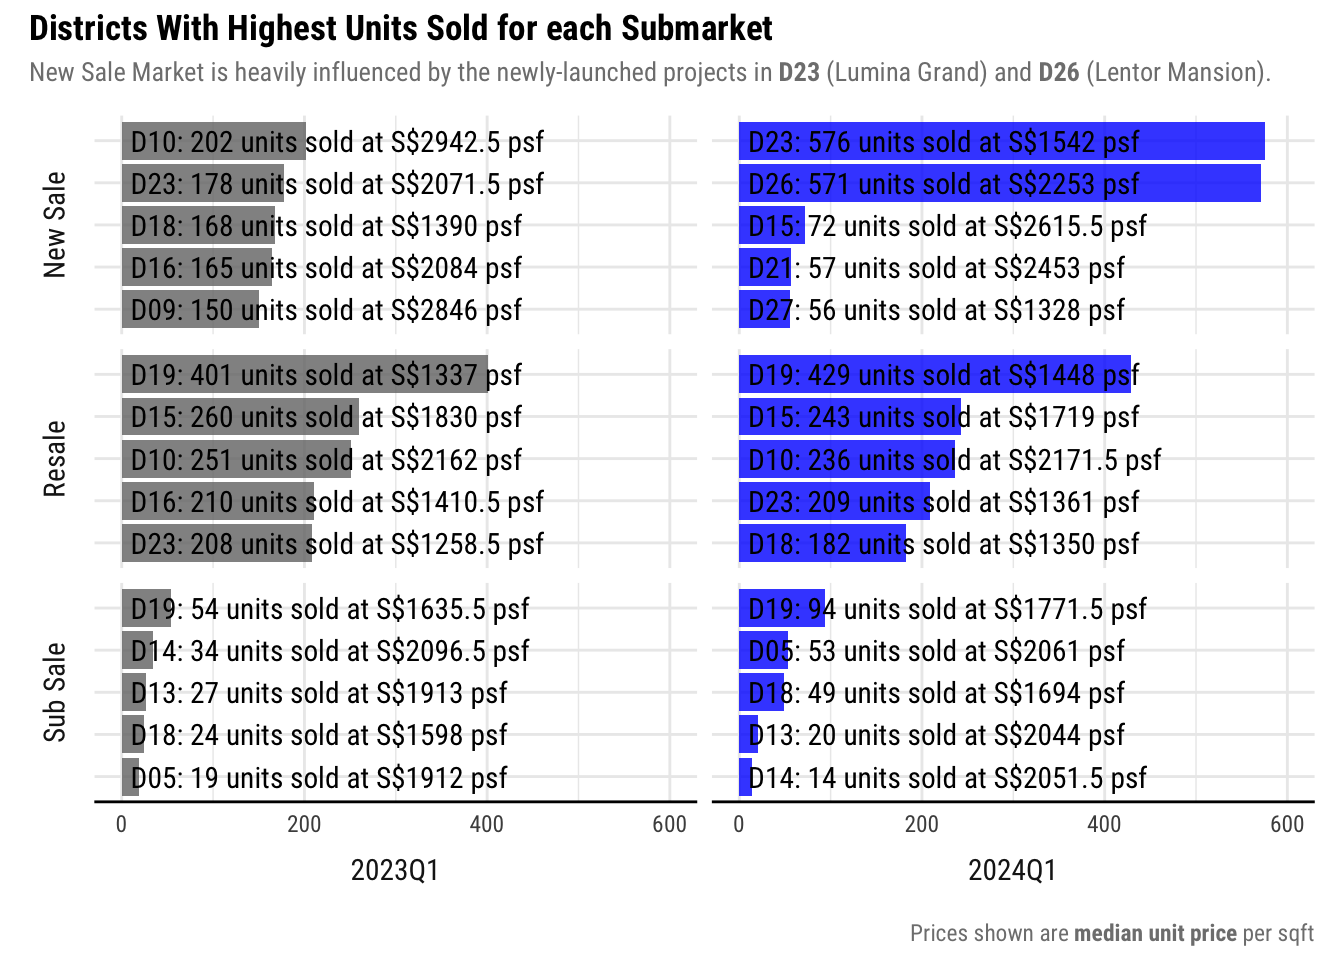 Districts With Highest Units Sold for each Submarket
New Sale Market is heavily influenced by the newly-launched projects in D23 (Lumina Grand) and D26 (Lentor Mansion).
New Sale
D10: 202 units sold at S$2942.5 psf
D23: 178 units sold at S$2071.5 psf
D18: 168 units sold at S$1390 psf
D16: 165 units sold at S$2084 psf
D09: 150 units sold at S$2846 psf
D23: 576 units sold at S$1542 psf
D26: 571 units sold at S$2253 psf
D15: 72 units sold at S$2615.5 psf
D21: 57 units sold at S$2453 psf
D27: 56 units sold at S$1328 psf
Resale
D19: 401 units sold at S$1337 psf
D15: 260 units sold at S$1830 psf
D10: 251 units sold at S$2162 psf
D16: 210 units sold at S$1410.5 psf
D23: 208 units sold at S$1258.5 psf
D19: 429 units sold at S$1448 psf
D15: 243 units sold at S$1719 psf
D10: 236 units sold at S$2171.5 psf
D23: 209 units sold at S$1361 psf
D18: 182 units sold at S$1350 psf
Sub Sale
D19: 54 units sold at S$1635.5 psf
D14: 34 units sold at S$2096.5 psf
D13: 27 units sold at S$1913 psf
D18: 24 units sold at S$1598 psf
D05: 19 units sold at S$1912 psf
D19: 94 units sold at S$1771.5 psf
D05: 53 units sold at S$2061 psf
D18: 49 units sold at S$1694 psf
D13: 20 units sold at S$2044 psf
D14: 14 units sold at S$2051.5 psf
0 200 400 600
0 200 400 600
2023Q1
2024Q1
Prices shown are median unit price per sqft